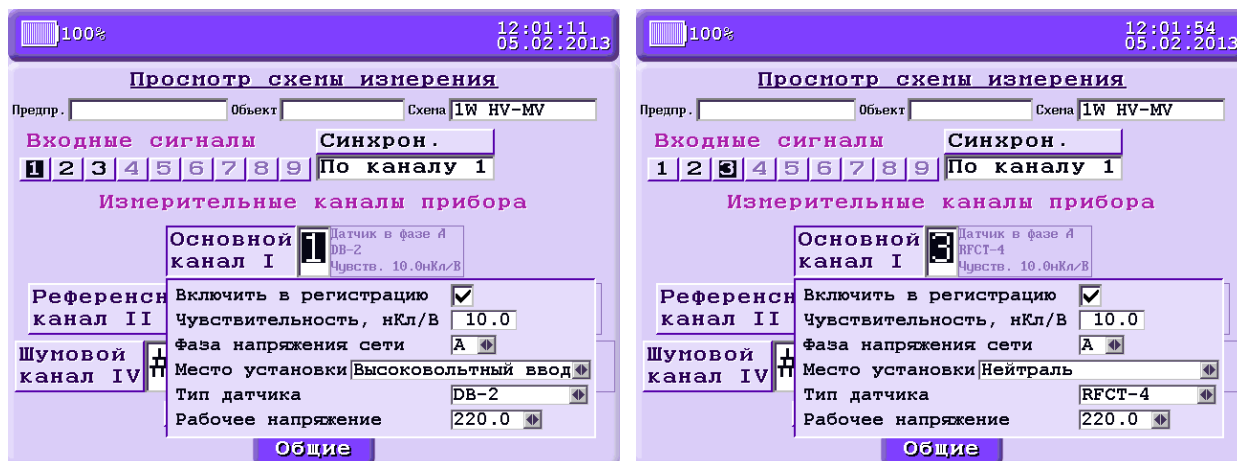 100%
12:01:11
05.02.2013
Просмотр схемы измерения
Предпр. Объект Схема 1W HV-MV
Входные сигналы Синхрон.
1 2 3 4 5 6 7 8 9 По каналу 1
Измерительные каналы прибора
Основной канал I 1
Датчик в фазе А
DB-2
Чувств. 10.0нКл/В
Референсн
канал II
Шумовой
канал IV #
Включить в регистрацию
Чувствительность, нКл/В 10.0
Фаза напряжения сети А
Место установки Высоковольтный ввод
Тип датчика DB-2
Рабочее напряжение 220.0
Общие
100%
12:01:54
05.02.2013
Просмотр схемы измерения
Предпр. Объект Схема 1W HV-MV
Входные сигналы Синхрон.
1 2 3 4 5 6 7 8 9 По каналу 1
Измерительные каналы прибора
Основной канал I 3
Датчик в фазе А
RFCT-4
Чувств. 10.0нКл/В
Референсн
канал II
Шумовой
канал IV #
Включить в регистрацию
Чувствительность, нКл/В 10.0
Фаза напряжения сети А
Место установки Нейтраль
Тип датчика RFCT-4
Рабочее напряжение 220.0
Общие